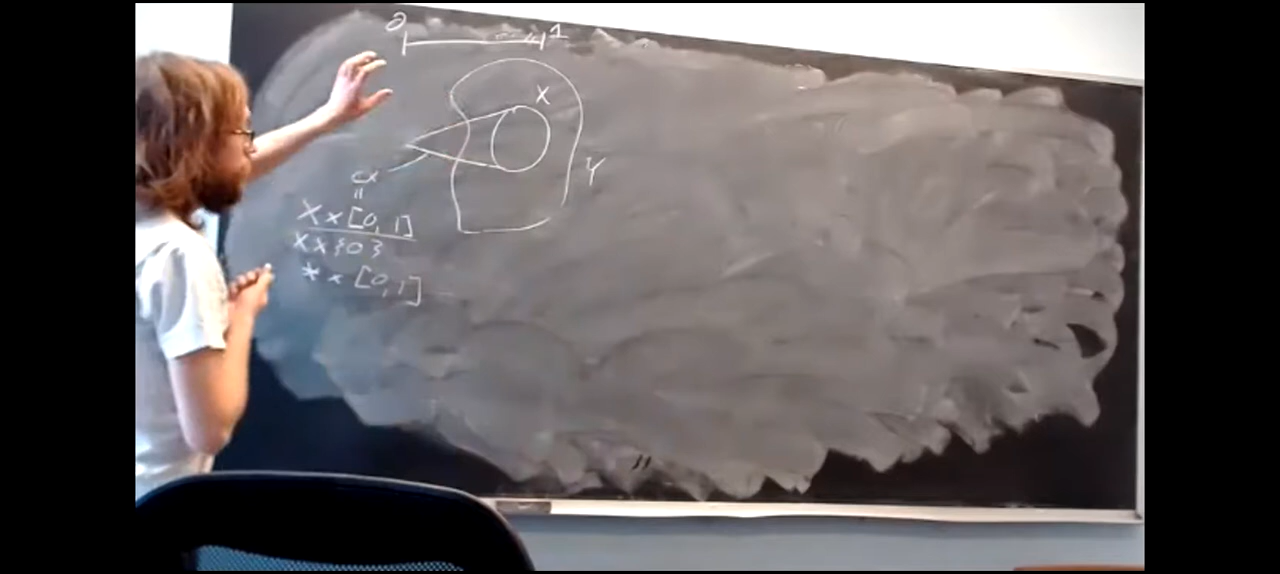 0 1
X
Y
CX
"
X × [0, 1]
X × {0}
* × [0, 1]